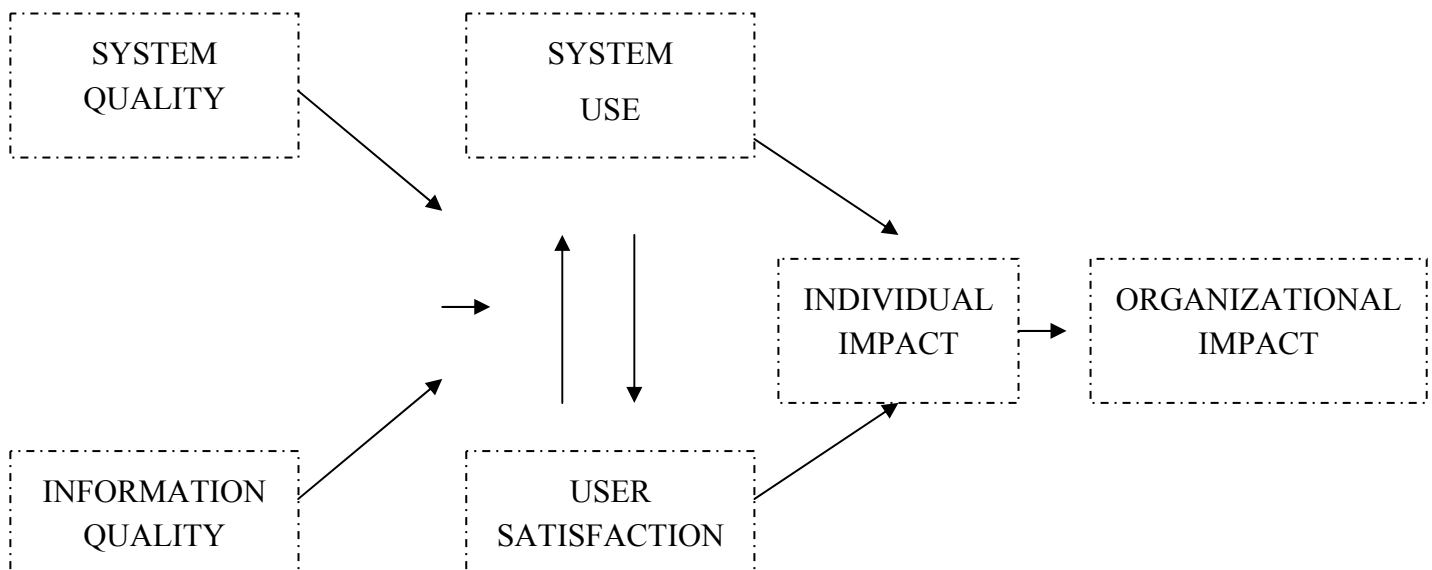 SYSTEM
QUALITY
SYSTEM
USE
INDIVIDUAL
IMPACT
ORGANIZATIONAL
IMPACT
INFORMATION
QUALITY
USER
SATISFACTION